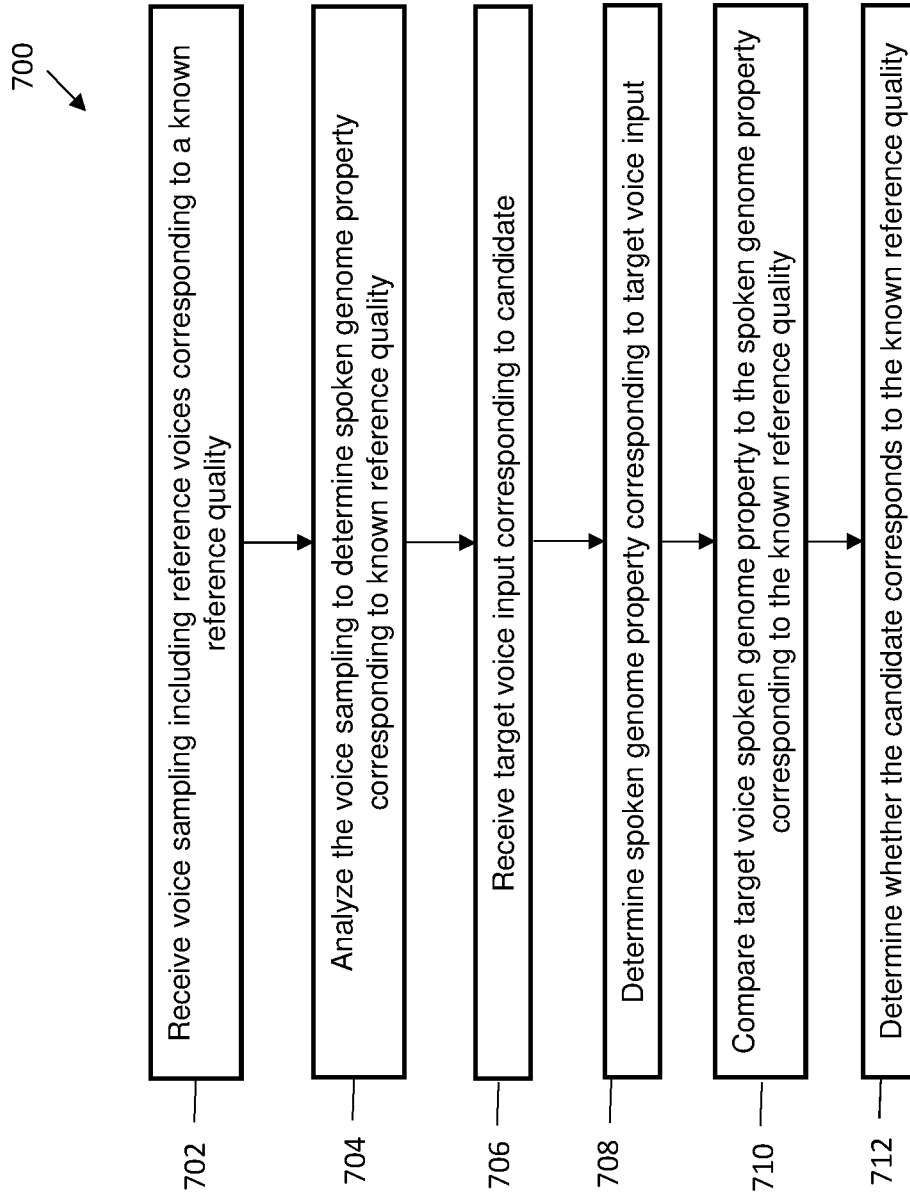 700
702
Receive voice sampling including reference voices corresponding to a known
reference quality
704
Analyze the voice sampling to determine spoken genome property
corresponding to known reference quality
706
Receive target voice input corresponding to candidate
708
Determine spoken genome property corresponding to target voice input
710
Compare target voice spoken genome property to the spoken genome property
corresponding to the known reference quality
712
Determine whether the candidate corresponds to the known reference quality